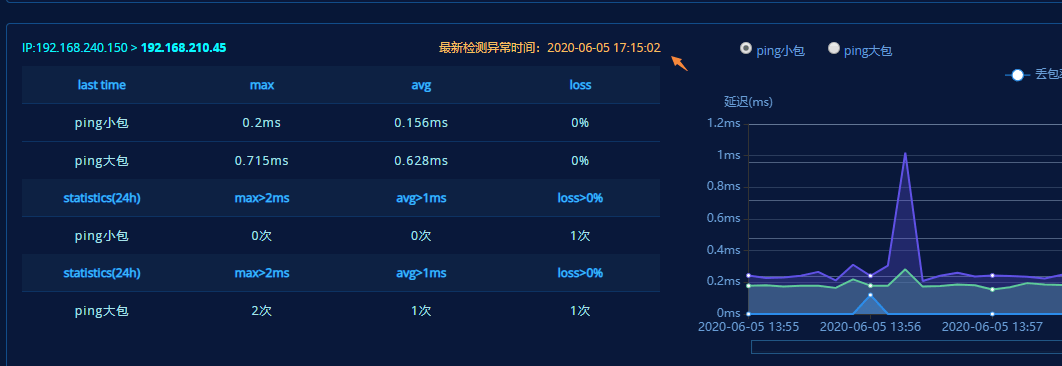 IP:192.168.240.150 > 192.168.210.45
最新检测异常时间：2020-06-05 17:15:02
last time max avg loss
ping小包 0.2ms 0.156ms 0%
ping大包 0.715ms 0.628ms 0%
statistics(24h) max>2ms avg>1ms loss>0%
ping小包 0次 0次 1次
statistics(24h) max>2ms avg>1ms loss>0%
ping大包 2次 1次 1次
ping小包 ping大包
丢包
延迟(ms)
1.2ms
1ms
0.8ms
0.6ms
0.4ms
0.2ms
0ms
2020-06-05 13:55 2020-06-05 13:56 2020-06-05 13:57